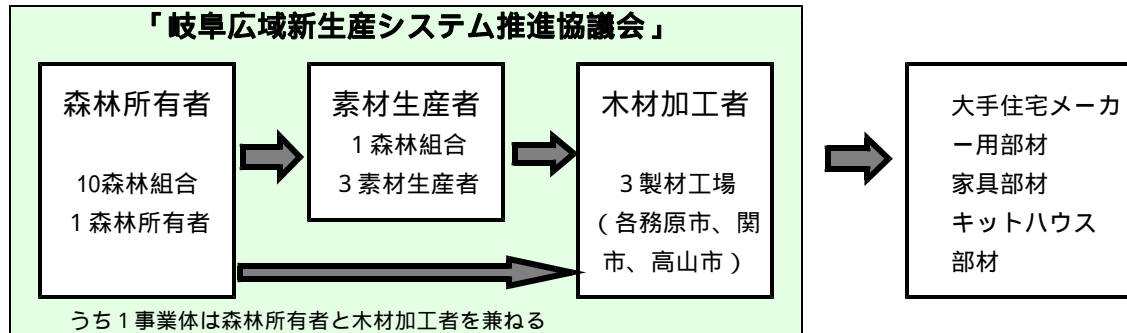 「岐阜広域新生産システム推進協議会」
森林所有者
10森林組合
1森林所有者
素材生産者
1森林組合
3素材生産者
木材加工者
3製材工場
(各務原市、関
市、高山市)
うち1事業体は森林所有者と木材加工者を兼ねる
大手住宅メーカ
ー用部材
家具部材
キットハウス
部材